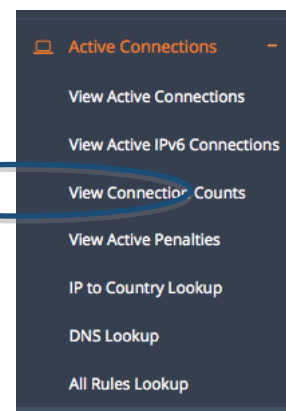 Active Connections –
View Active Connections
View Active IPv6 Connections
View Connection Counts
View Active Penalties
IP to Country Lookup
DNS Lookup
All Rules Lookup